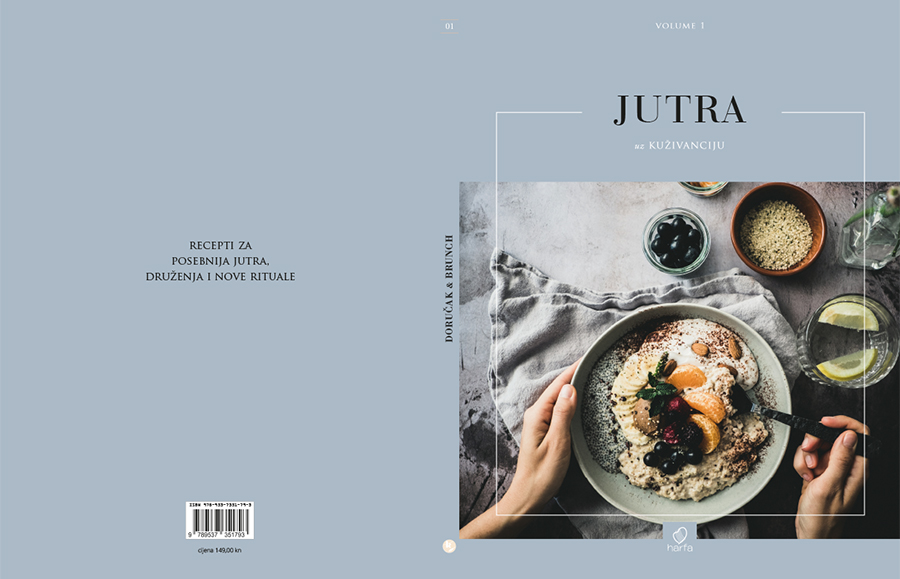 RECEPTI ZA
POSEBNIJA JUTRA,
DRUŽENJA I NOVE RITUALE
ISBN 978-953-7351-79-3
9 789537 351793
cijena 149,00 kn
01
DORUČAK & BRUNCH
VOLUME 1
JUTRA
uz KUŽIVANCIJU
harfa